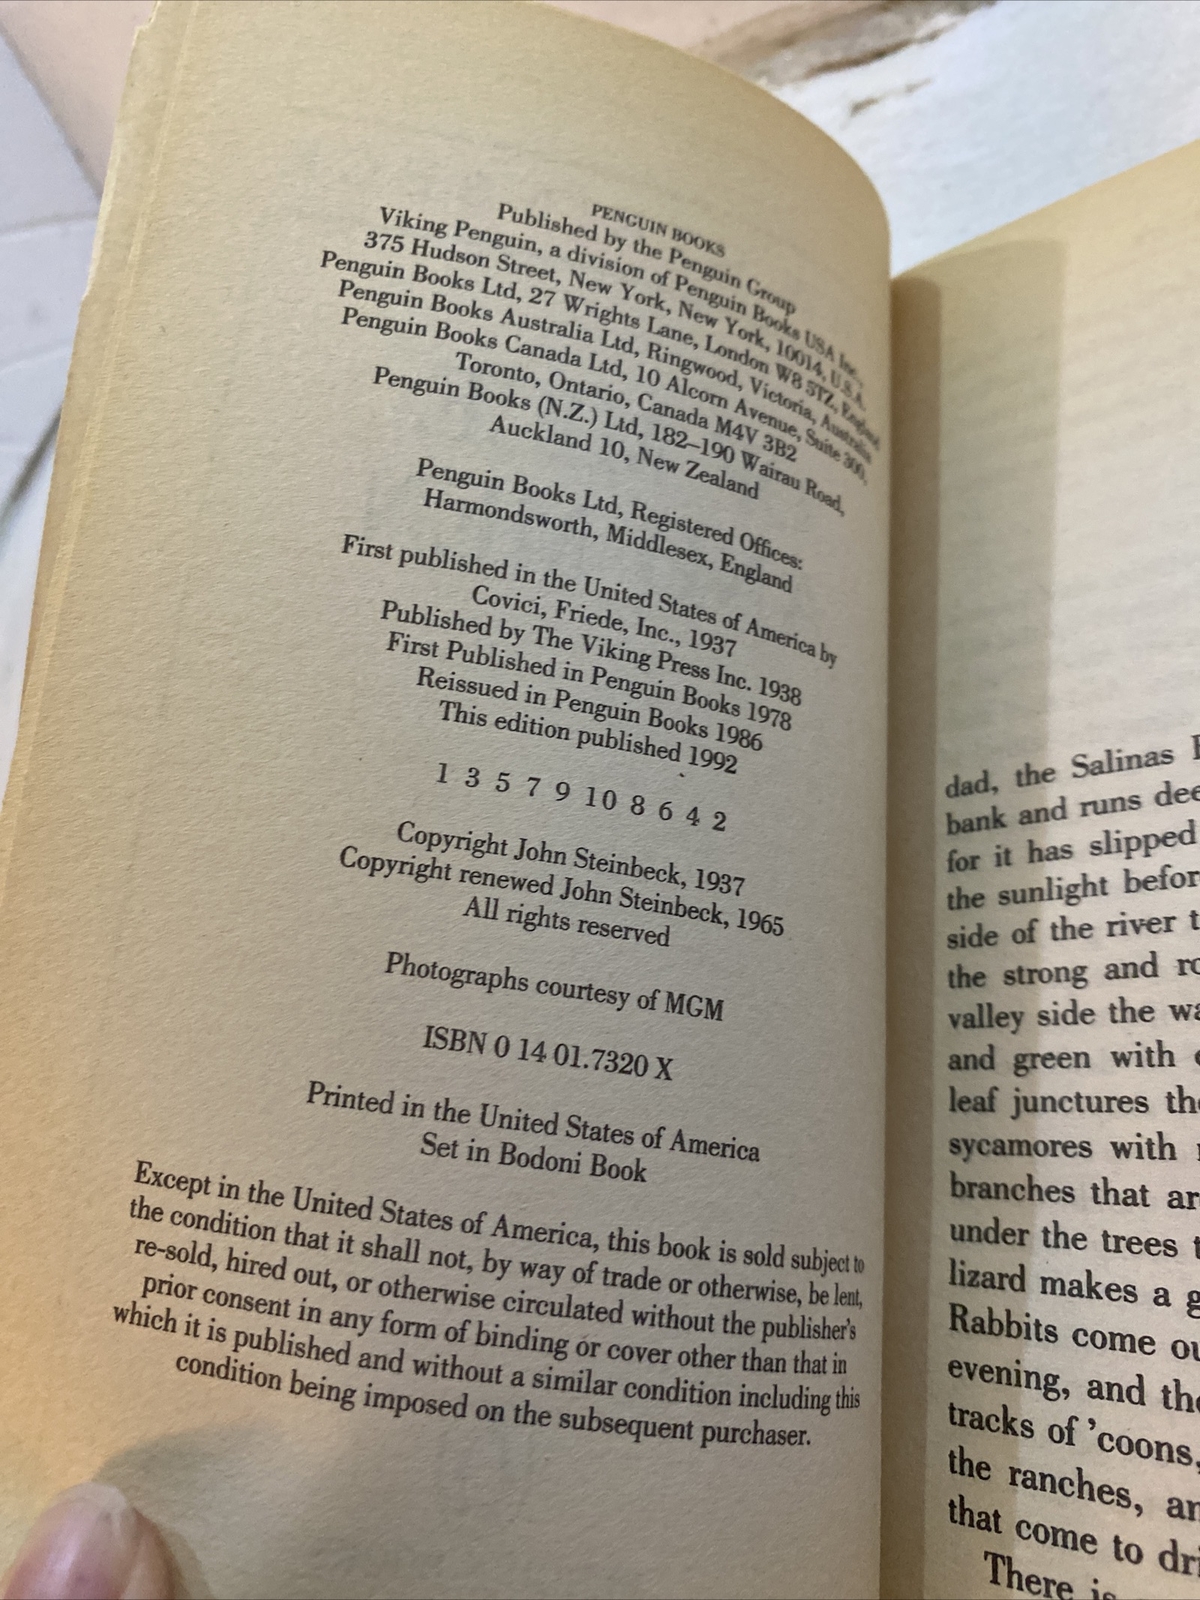 PENGUIN BOOKS
Published by the Penguin Group
Viking Penguin, a division of Penguin Books USA Inc.,
375 Hudson Street, New York, New York, 10014, U.S.A.
Penguin Books Ltd, 27 Wrights Lane, London W8 5TZ, England
Penguin Books Australia Ltd, Ringwood, Victoria, Australia
Penguin Books Canada Ltd, 10 Alcorn Avenue, Suite 300,
Toronto, Ontario, Canada M4V 3B2
Penguin Books (N.Z.) Ltd, 182–190 Wairau Road,
Auckland 10, New Zealand
Penguin Books Ltd, Registered Offices:
Harmondsworth, Middlesex, England
First published in the United States of America by
Covici, Friede, Inc., 1937
Published by The Viking Press Inc. 1938
First Published in Penguin Books 1978
Reissued in Penguin Books 1986
This edition published 1992
1 3 5 7 9 10 8 6 4 2
Copyright John Steinbeck, 1937
Copyright renewed John Steinbeck, 1965
All rights reserved
Photographs courtesy of MGM
ISBN 0 14 01.7320 X
Printed in the United States of America
Set in Bodoni Book
Except in the United States of America, this book is sold subject to
the condition that it shall not, by way of trade or otherwise, be lent,
re-sold, hired out, or otherwise circulated without the publisher's
prior consent in any form of binding or cover other than that in
which it is published and without a similar condition including this
condition being imposed on the subsequent purchaser.
dad, the Salinas
bank and runs
for it has slipped
the sunlight
side of the river
the strong and
valley side the
and green with
leaf junctures
sycamores with
branches that
under the trees
lizard makes a
Rabbits come
evening, and
tracks of 'coons,
the ranches,
that come to
There